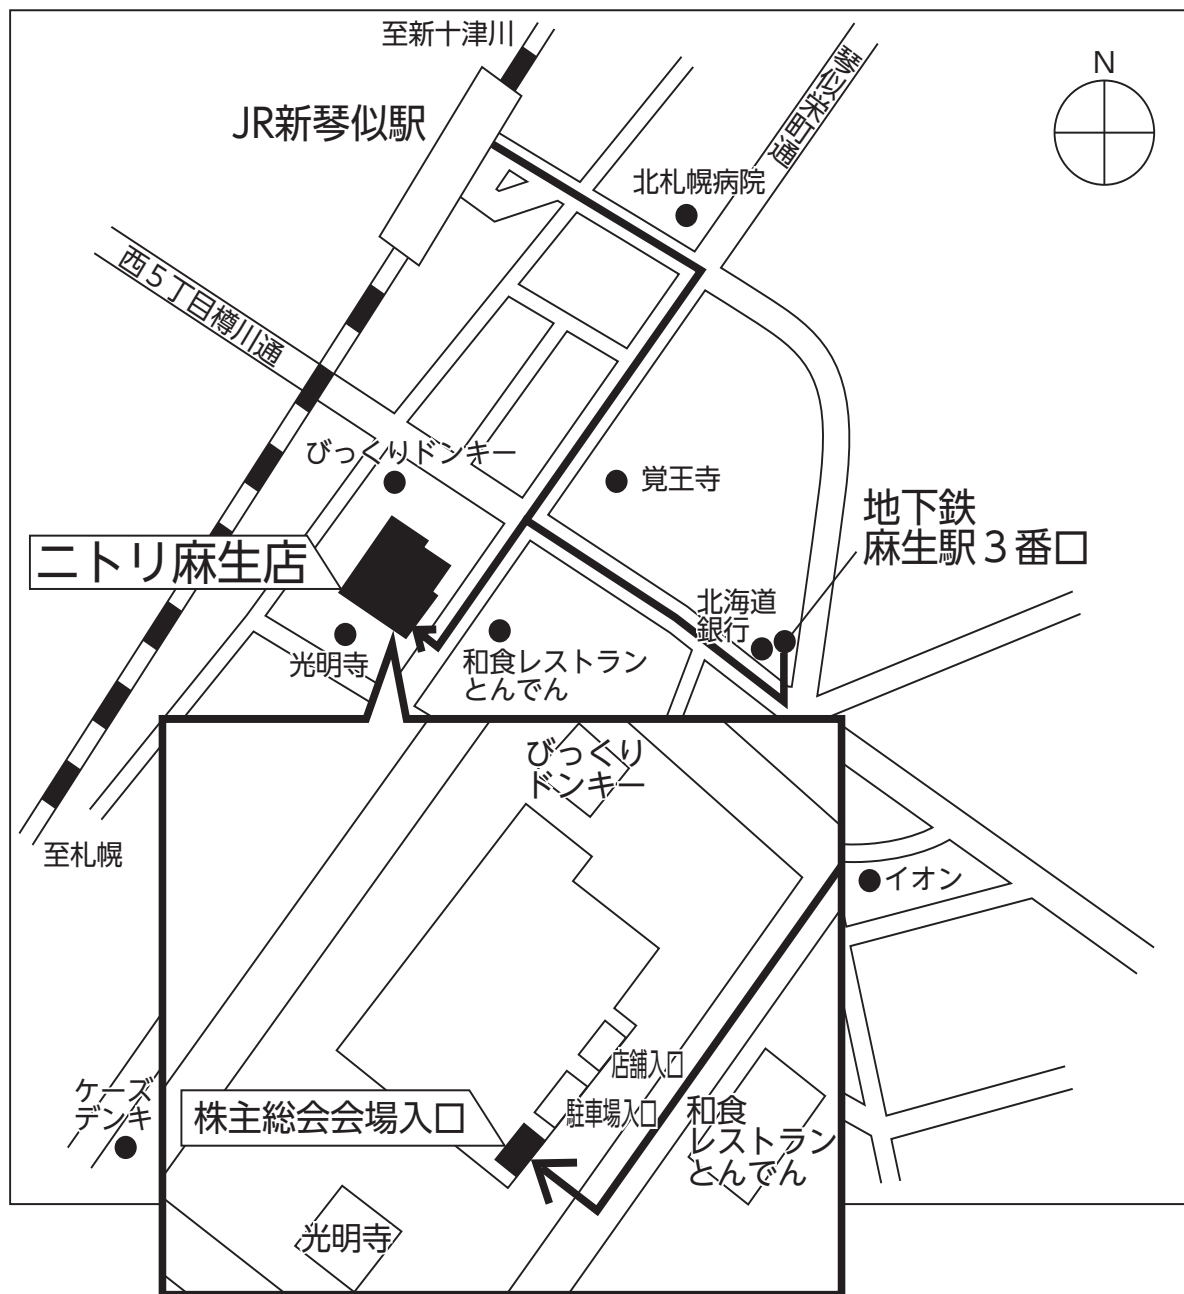 至新十津川
N
JR新琴似駅
琴似栄町通
北札幌病院
西５丁目樽川通
びっくりドンキー
覚王寺
地下鉄
麻生駅３番口
ニトリ麻生店
北海道
銀行
光明寺
和食レストラン
とんでん
びっくり
ドンキー
至札幌
イオン
店舗入口
ケーズ
デンキ
株主総会会場入口
駐車場入口
和食
レストラン
とんでん
光明寺